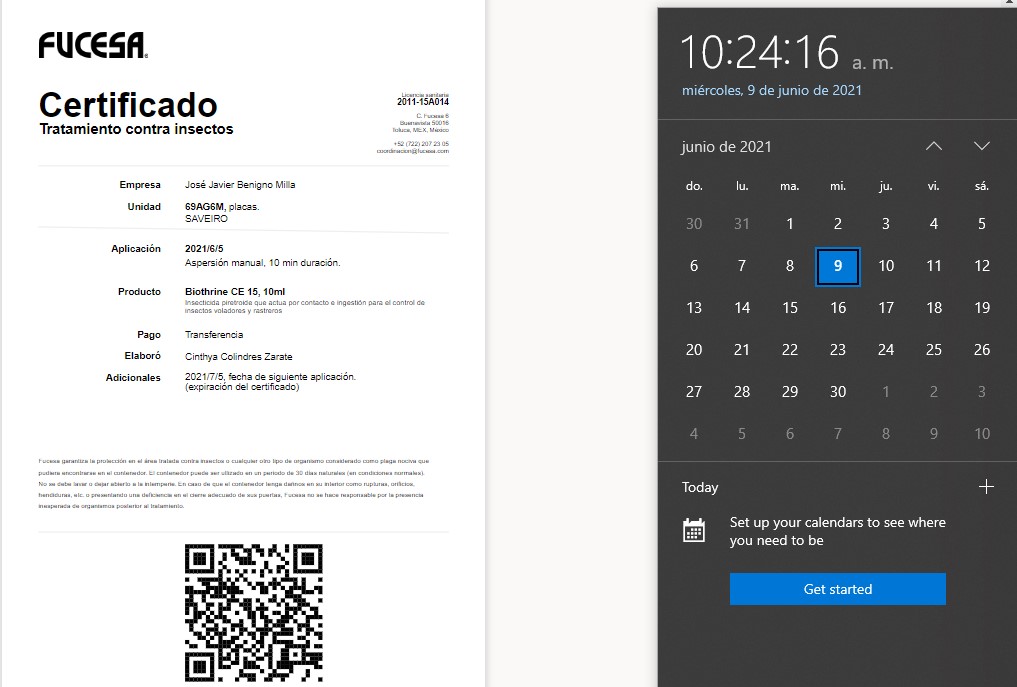 FUCESA
Certificado
Tratamiento contra insectos
Licencia sanitaria
2011-15A014
C. Fucesa 6
Buenavista 50016
Toluca, MEX, México
+52 (722) 207 23 05
coordinacion@fucesa.com
Empresa José Javier Benigno Milla
Unidad 69AG6M, placas.
SAVEIRO
Aplicación 2021/6/5
Aspersión manual, 10 min duración.
Producto Biothrine CE 15, 10ml
Insecticida piretroide que actua por contacto e ingestión para el control de
insectos voladores y rastreros
Pago Transferencia
Elaboró Cinthya Colindres Zarate
Adicionales 2021/7/5, fecha de siguiente aplicación.
(expiración del certificado)
Fucesa garantiza la protección en el área tratada contra insectos o cualquier otro tipo de organismo considerado como plaga nociva que
pudiera encontrarse en el contenedor. El contenedor puede ser utilizado en un periodo de 30 días naturales (en condiciones normales).
No se debe lavar o dejar abierto a la intemperie. En caso de que el contenedor tenga daños en su interior como rupturas, orificios,
hendiduras, etc. o presentando una deficiencia en el cierre adecuado de sus puertas, Fucesa no se hace responsable por la presencia
inesperada de organismos posterior al tratamiento.
10:24:16 a. m.
miércoles, 9 de junio de 2021
junio de 2021
do. lu. ma. mi. ju. vi. sá.
30 31 1 2 3 4 5
6 7 8 9 10 11 12
13 14 15 16 17 18 19
20 21 22 23 24 25 26
27 28 29 30 1 2 3
4 5 6 7 8 9 10
Today
Set up your calendars to see where
you need to be
Get started